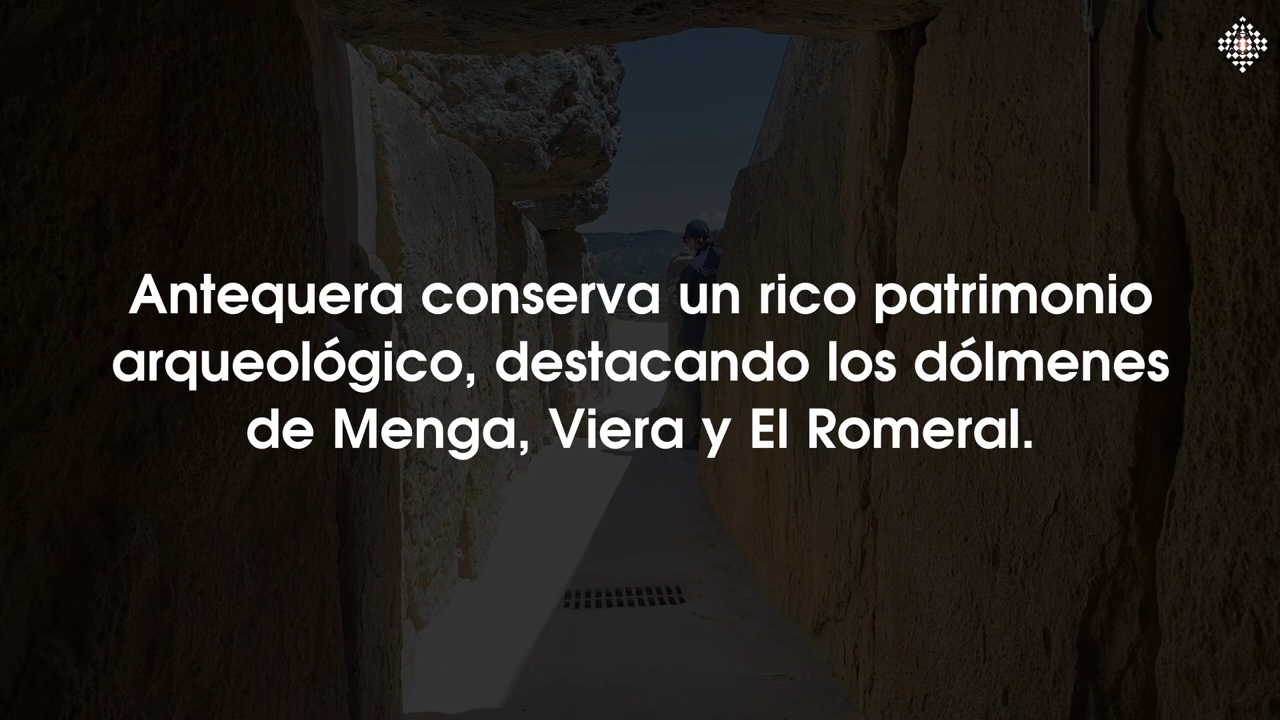 Antequera conserva un rico patrimonio
arqueológico, destacando los dólmenes
de Menga, Viera y El Romeral.